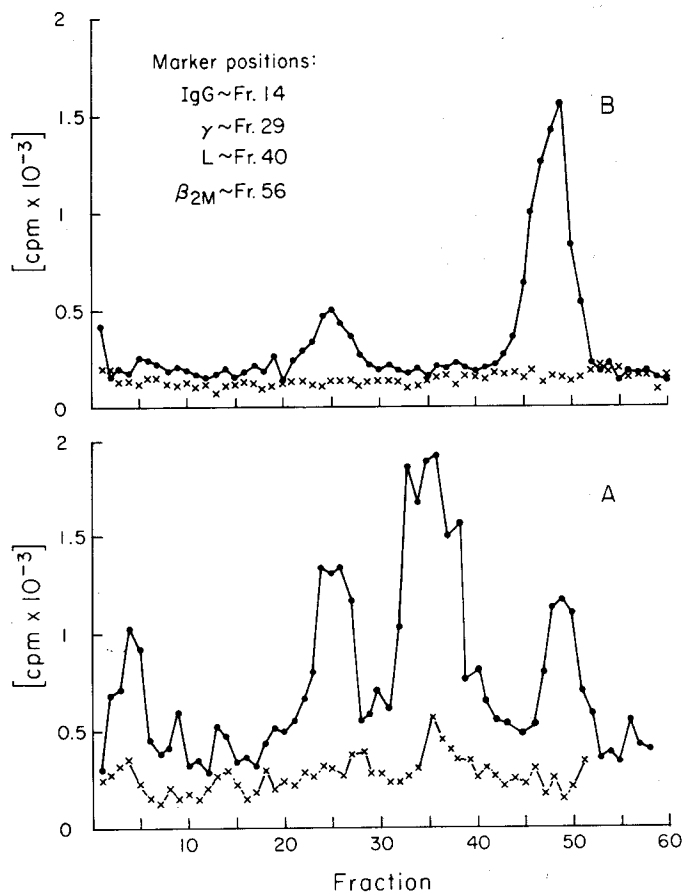 2
Marker positions:
IgG~Fr. 14
γ~Fr. 29
L~Fr. 40
β2M~Fr. 56
B
1.5
1
0.5
0
[cpm x 10⁻³]
2
A
1.5
1
0.5
0
[cpm x 10⁻³]
10 20 30 40 50 60
Fraction